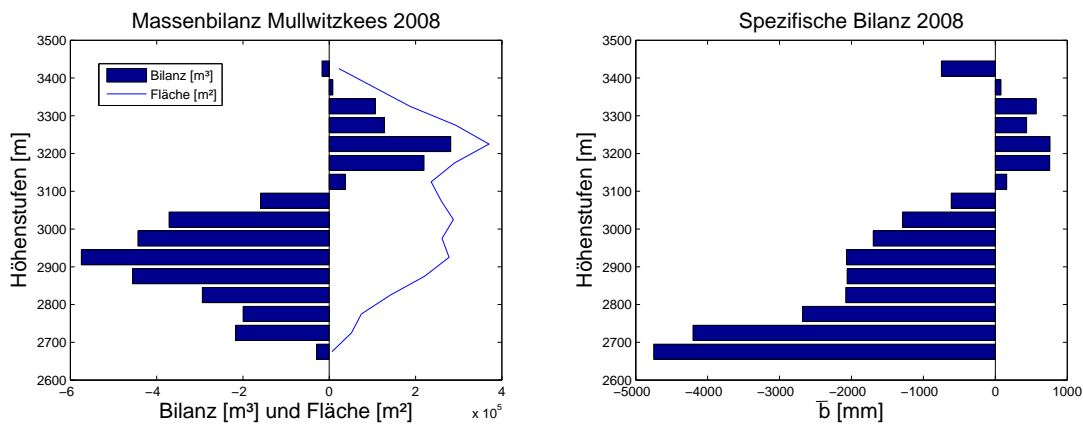 Massenbilanz Mullwitzkees 2008
3500
3400
3300
3200
3100
3000
2900
2800
2700
2600
Höhenstufen [m]
Bilanz [m³]
Fläche [m²]
−6 −4 −2 0 2 4
x 10⁵
Bilanz [m³] und Fläche [m²]
Spezifische Bilanz 2008
3500
3400
3300
3200
3100
3000
2900
2800
2700
2600
Höhenstufen [m]
−5000 −4000 −3000 −2000 −1000 0 1000
b̅ [mm]